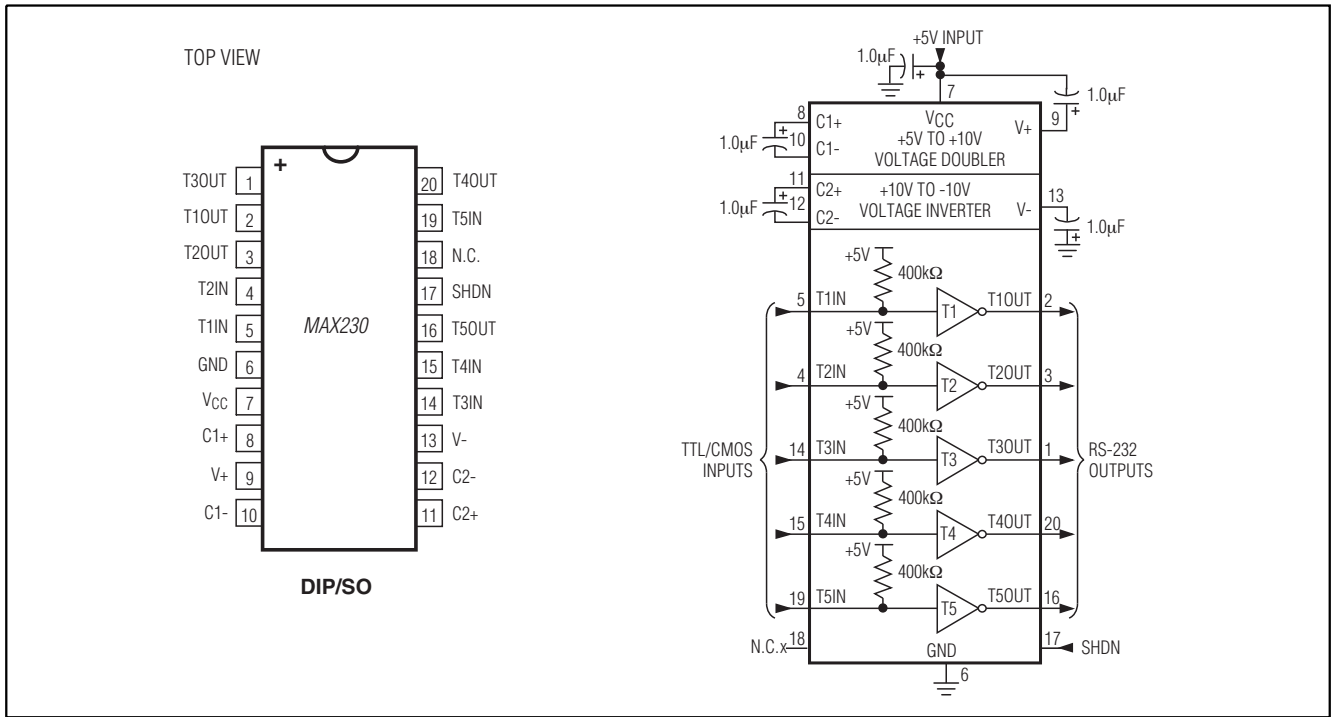 TOP VIEW
+
MAX230
T3OUT 1
T1OUT 2
T2OUT 3
T2IN 4
T1IN 5
GND 6
VCC 7
C1+ 8
V+ 9
C1- 10
20 T4OUT
19 T5IN
18 N.C.
17 SHDN
16 T5OUT
15 T4IN
14 T3IN
13 V-
12 C2-
11 C2+
DIP/SO
+5V INPUT
1.0μF
+
7
1.0μF
+
9
V+
VCC
+5V TO +10V
VOLTAGE DOUBLER
8 C1+
1.0μF + 10 C1-
11 C2+
1.0μF + 12 C2-
+10V TO -10V
VOLTAGE INVERTER
V- 13
1.0μF
+
+5V
400kΩ
5 T1IN T1 T1OUT 2
+5V
400kΩ
4 T2IN T2 T2OUT 3
+5V
400kΩ
14 T3IN T3 T3OUT 1
+5V
400kΩ
15 T4IN T4 T4OUT 20
+5V
400kΩ
19 T5IN T5 T5OUT 16
TTL/CMOS
INPUTS
RS-232
OUTPUTS
N.C.x 18
17 SHDN
GND
6